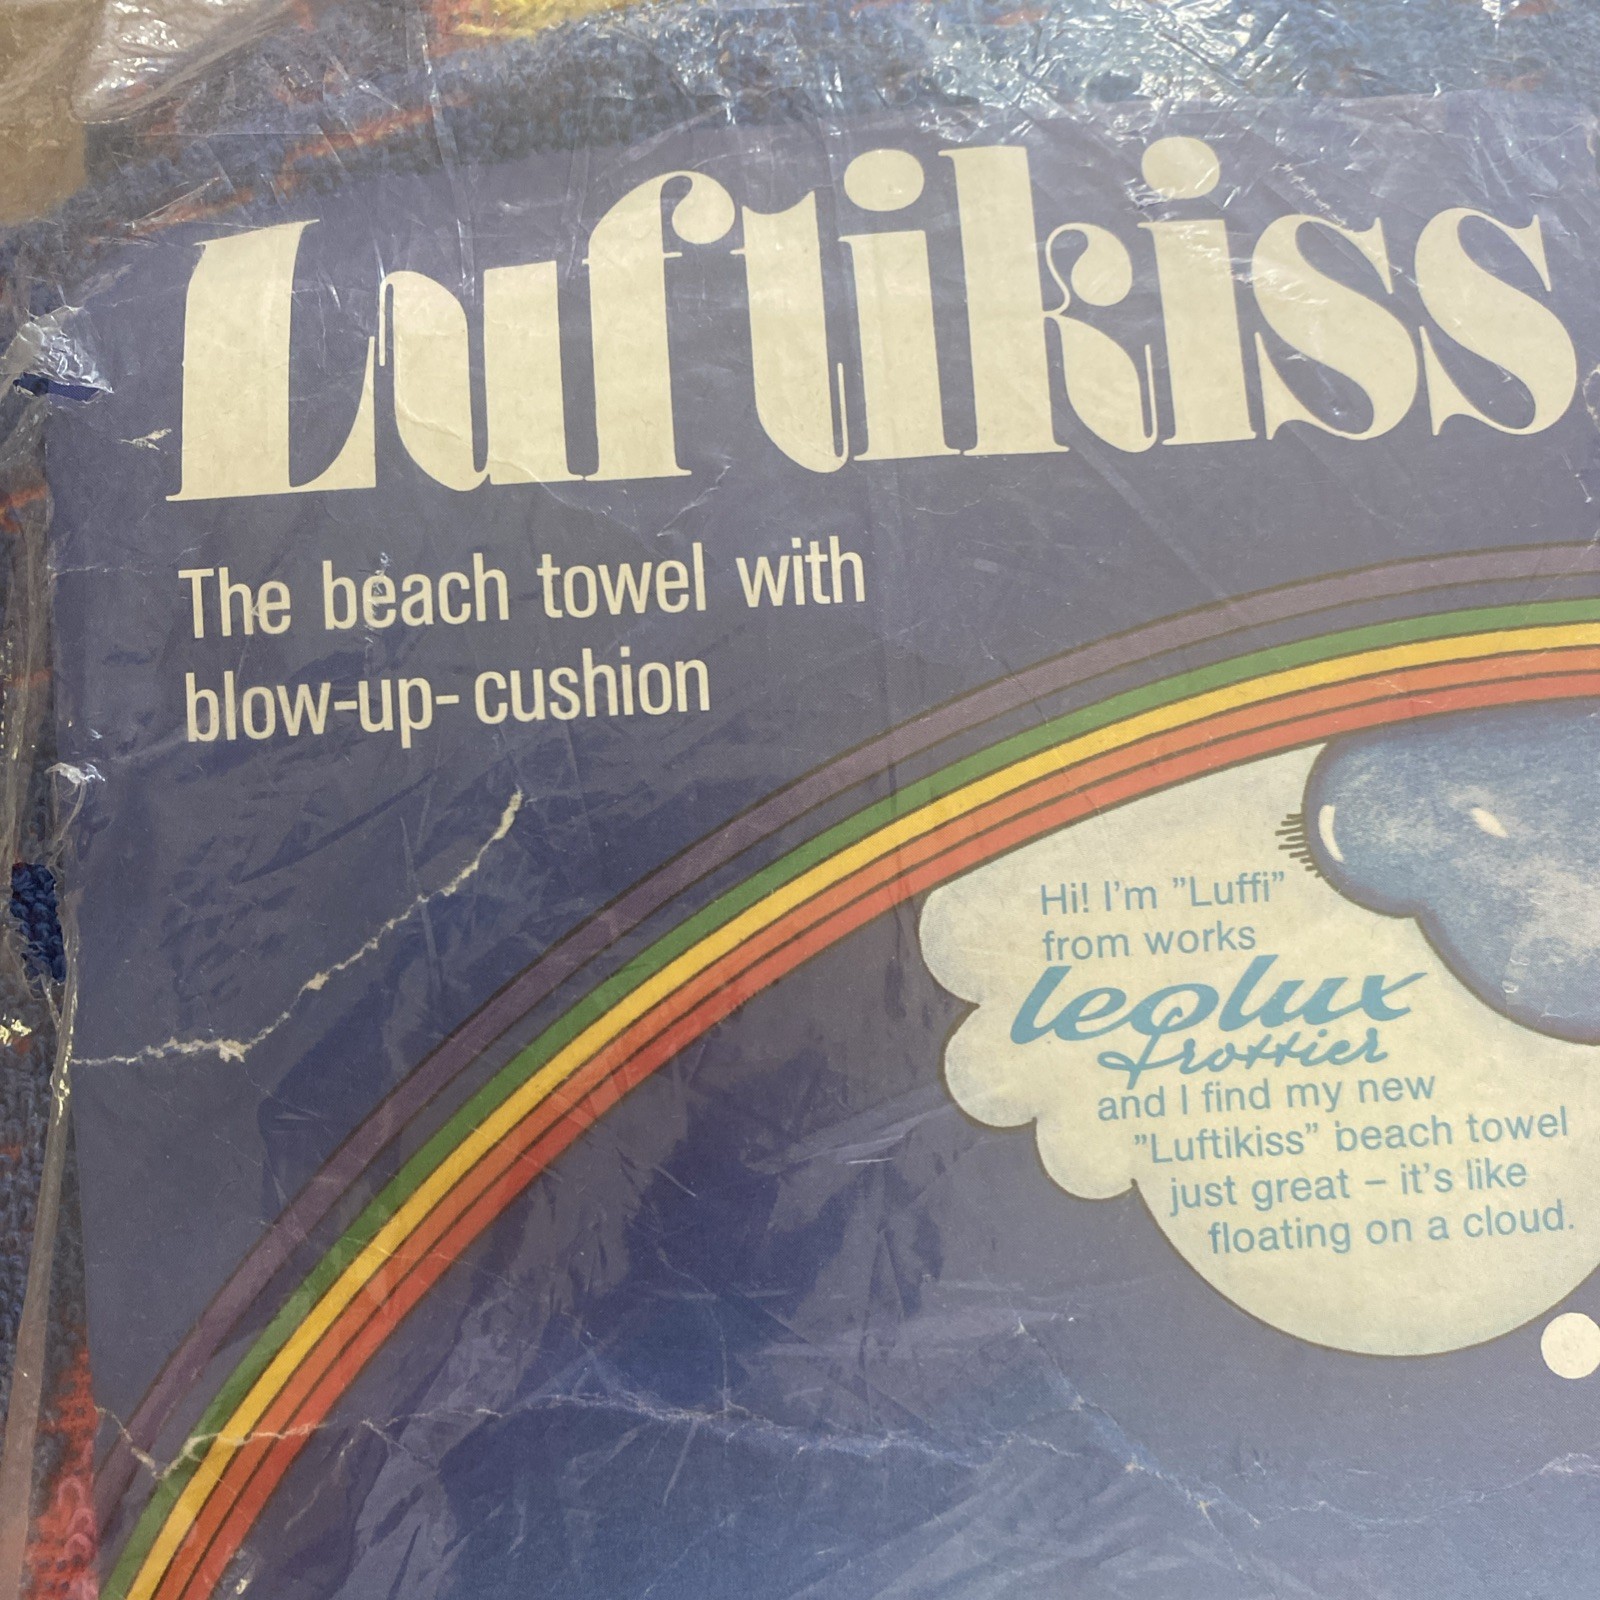 Luftikiss
The beach towel with
blow-up-cushion
Hi! I'm ”Luffi”
from works
leolux
frottier
and I find my new
”Luftikiss” beach towel
just great – it's like
floating on a cloud.